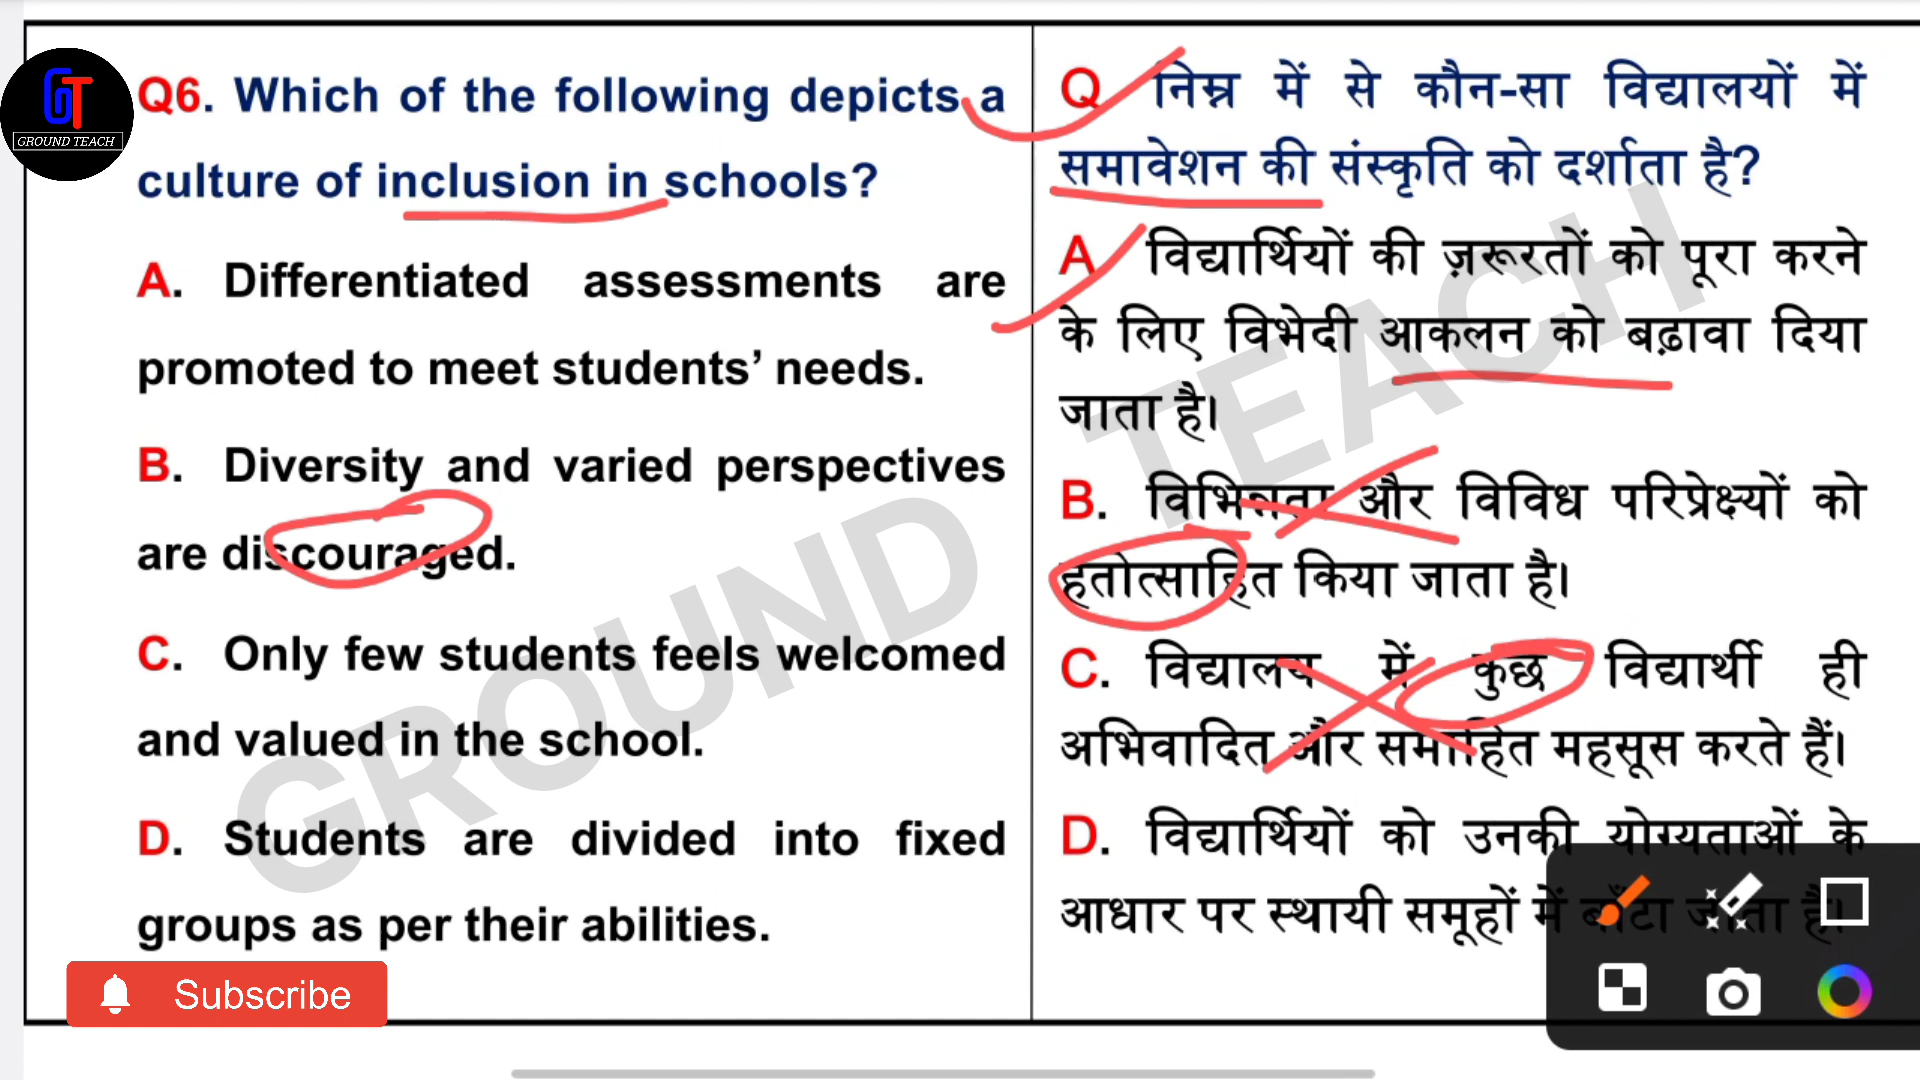 GT
GROUND TEACH
Q6. Which of the following depicts a
culture of inclusion in schools?
A. Differentiated assessments are
promoted to meet students’ needs.
B. Diversity and varied perspectives
are discouraged.
C. Only few students feels welcomed
and valued in the school.
D. Students are divided into fixed
groups as per their abilities.
Subscribe
Q निम्न में से कौन-सा विद्यालयों में
समावेशन की संस्कृति को दर्शाता है?
A विद्यार्थियों की ज़रूरतों को पूरा करने
के लिए विभेदी आकलन को बढ़ावा दिया
जाता है।
B. विभिन्नता और विविध परिप्रेक्ष्यों को
हतोत्साहित किया जाता है।
C. विद्यालय में कुछ विद्यार्थी ही
अभिवादित और समाहित महसूस करते हैं।
D. विद्यार्थियों को उनकी योग्यताओं के
आधार पर स्थायी समूहों में बाँटा जाता है।
GROUND TEACH